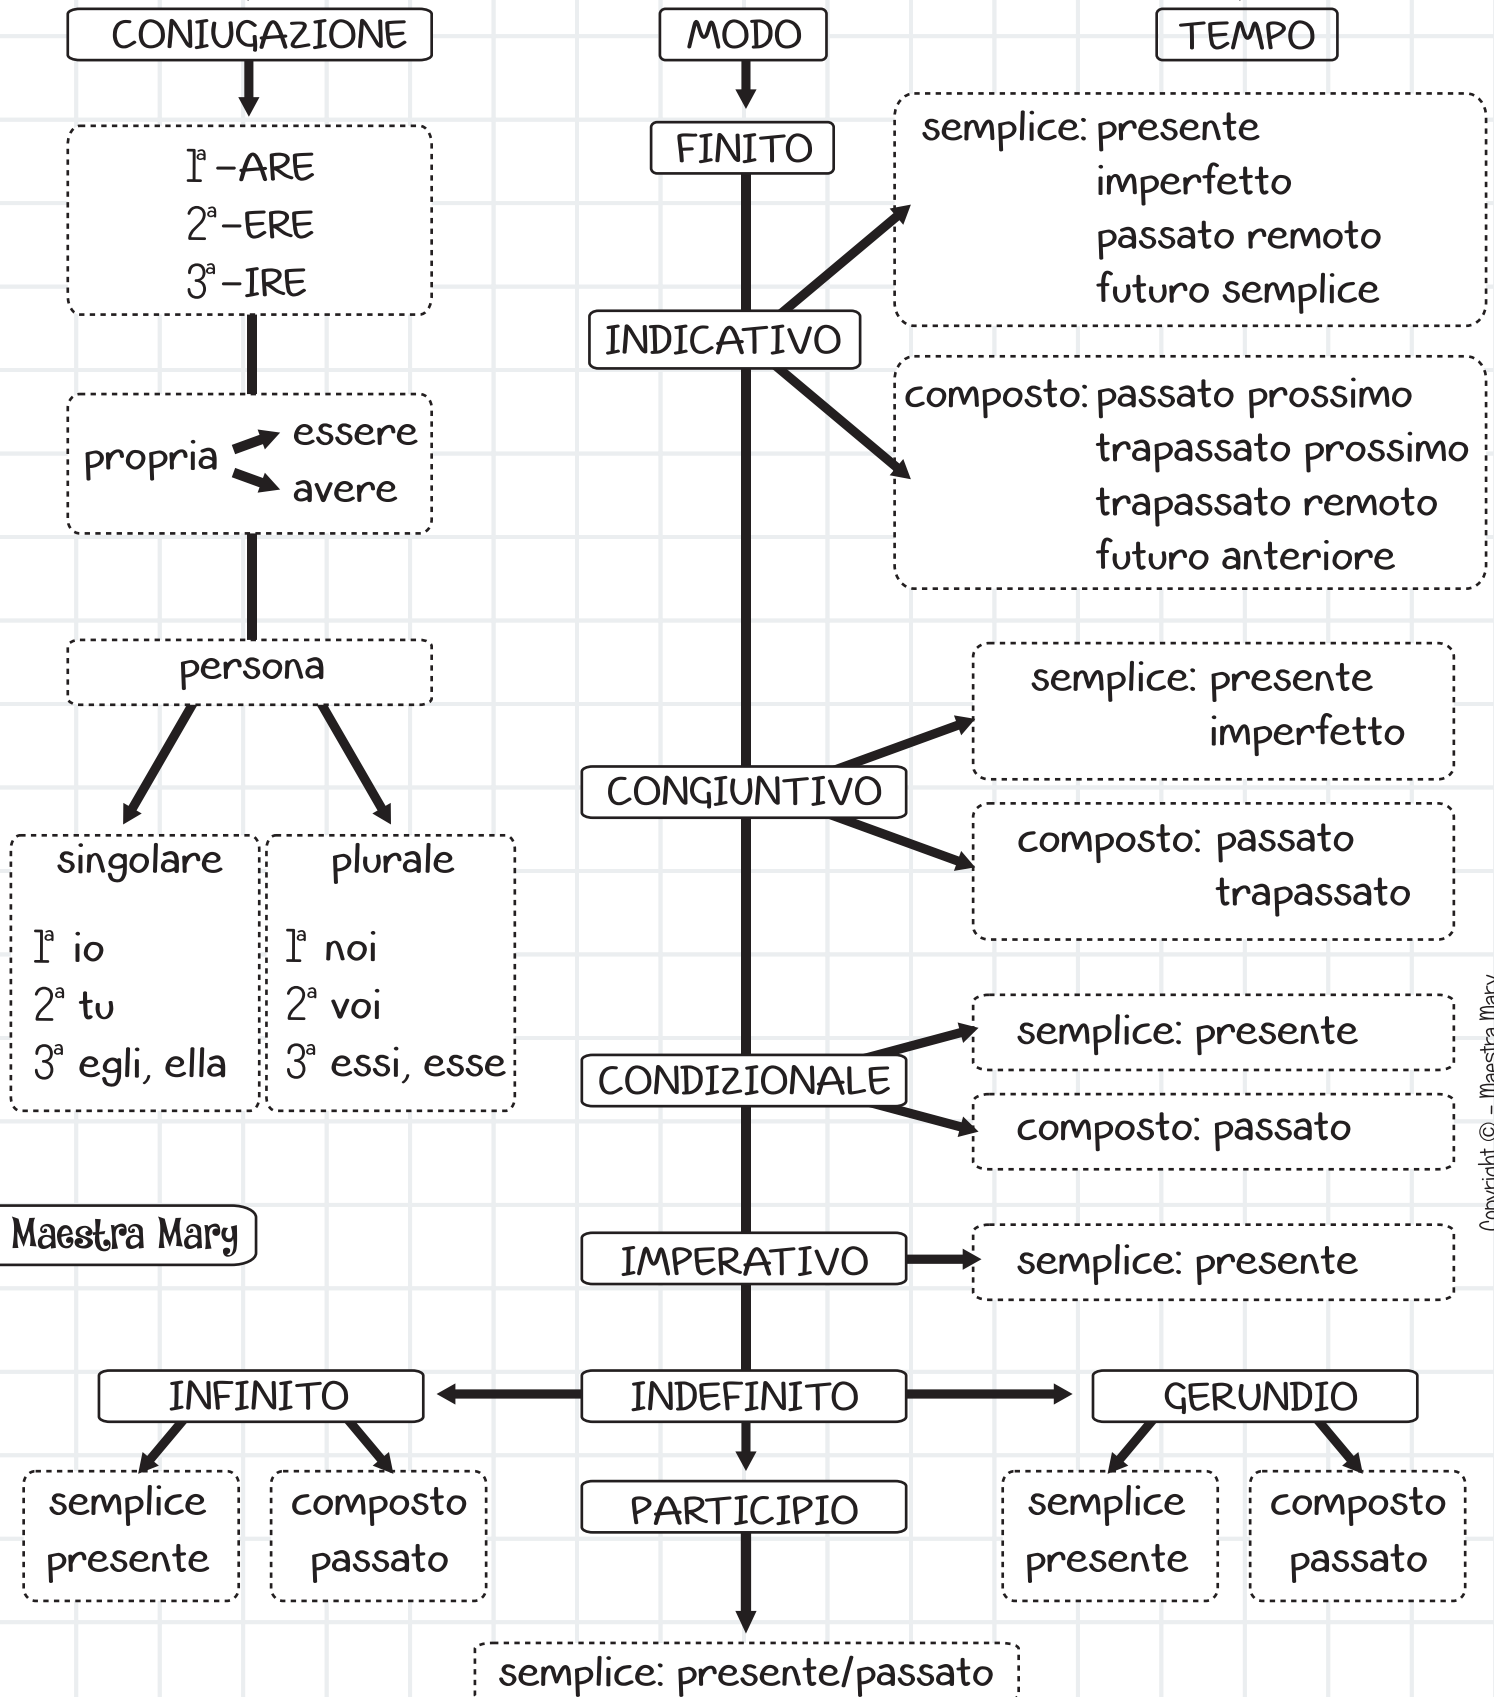 CONIUGAZIONE
1ª -ARE
2ª -ERE
3ª -IRE
propria
essere
avere
persona
singolare
1ª io
2ª tu
3ª egli, ella
plurale
1ª noi
2ª voi
3ª essi, esse
Maestra Mary
MODO
TEMPO
FINITO
INDICATIVO
semplice: presente
imperfetto
passato remoto
futuro semplice
composto: passato prossimo
trapassato prossimo
trapassato remoto
futuro anteriore
CONGIUNTIVO
semplice: presente
imperfetto
composto: passato
trapassato
CONDIZIONALE
semplice: presente
composto: passato
IMPERATIVO
semplice: presente
INDEFINITO
INFINITO
semplice
presente
composto
passato
PARTICIPIO
semplice: presente/passato
GERUNDIO
semplice
presente
composto
passato
Copyright © - Maestra Mary